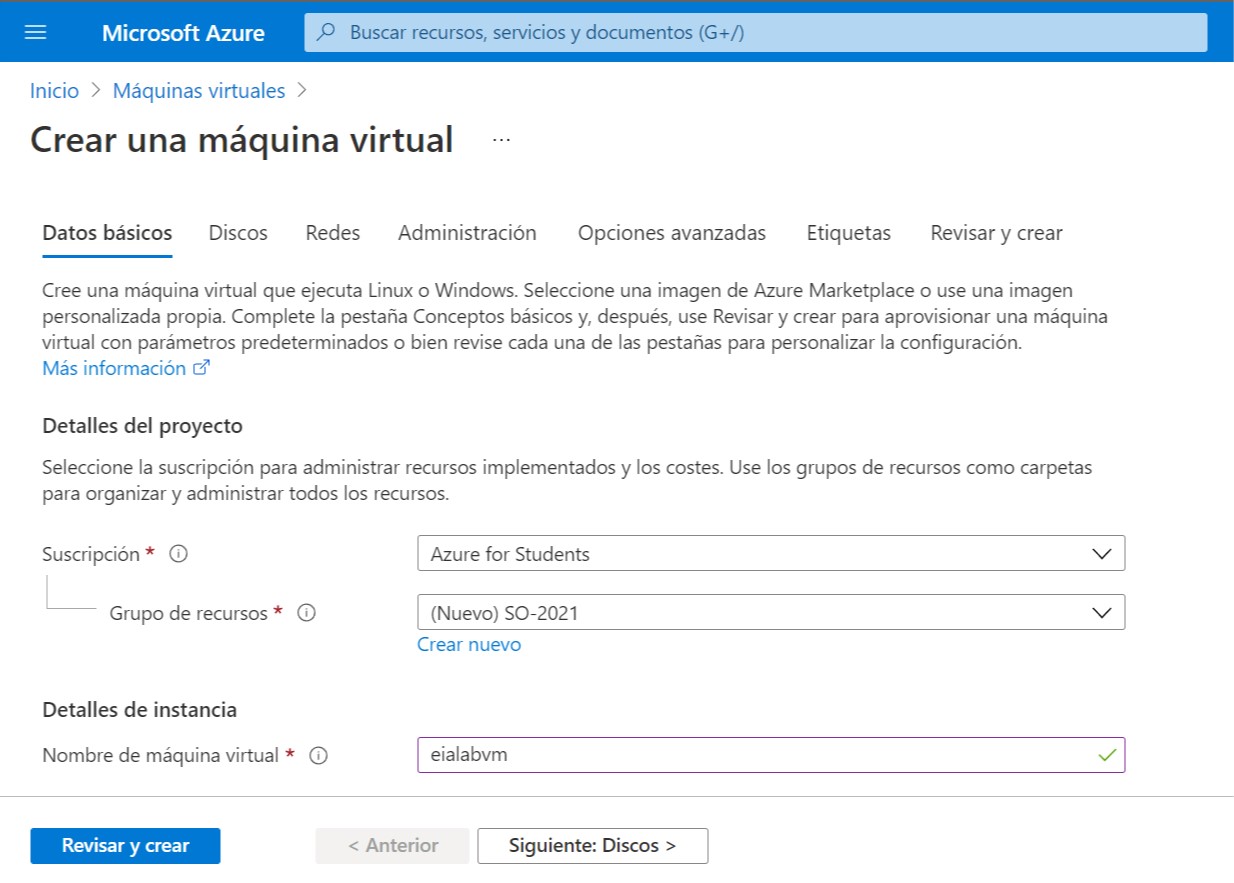 Microsoft Azure
Buscar recursos, servicios y documentos (G+/)
Inicio > Máquinas virtuales >
Crear una máquina virtual ...
Datos básicos Discos Redes Administración Opciones avanzadas Etiquetas Revisar y crear
Cree una máquina virtual que ejecuta Linux o Windows. Seleccione una imagen de Azure Marketplace o use una imagen
personalizada propia. Complete la pestaña Conceptos básicos y, después, use Revisar y crear para aprovisionar una máquina
virtual con parámetros predeterminados o bien revise cada una de las pestañas para personalizar la configuración.
Más información
Detalles del proyecto
Seleccione la suscripción para administrar recursos implementados y los costes. Use los grupos de recursos como carpetas
para organizar y administrar todos los recursos.
Suscripción *
Azure for Students
Grupo de recursos *
(Nuevo) SO-2021
Crear nuevo
Detalles de instancia
Nombre de máquina virtual *
eialabvm
Revisar y crear
< Anterior
Siguiente: Discos >